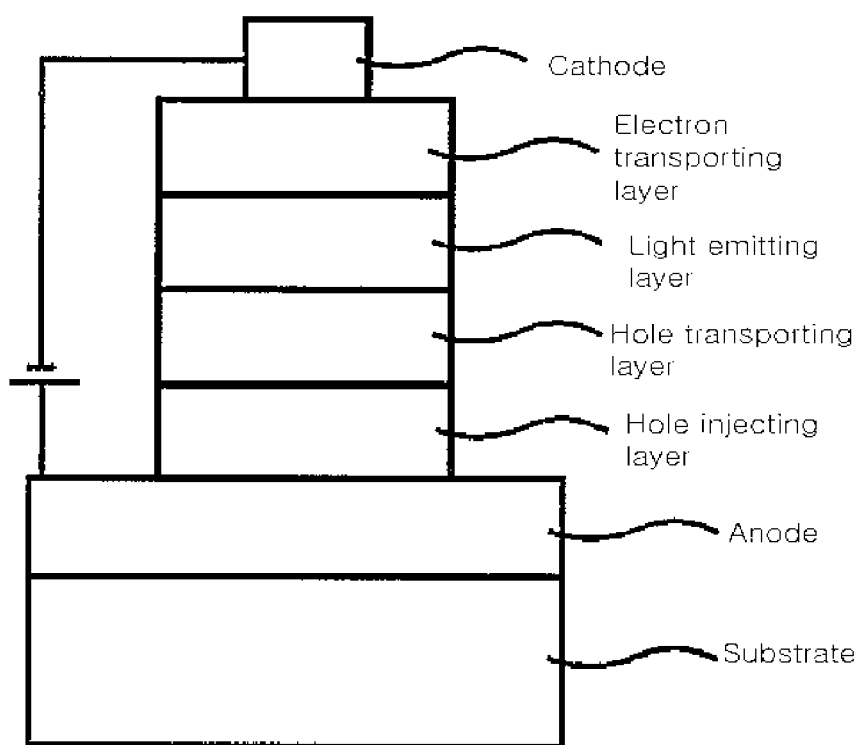 Cathode
Electron
transporting
layer
Light emitting
layer
Hole transporting
layer
Hole injecting
layer
Anode
Substrate